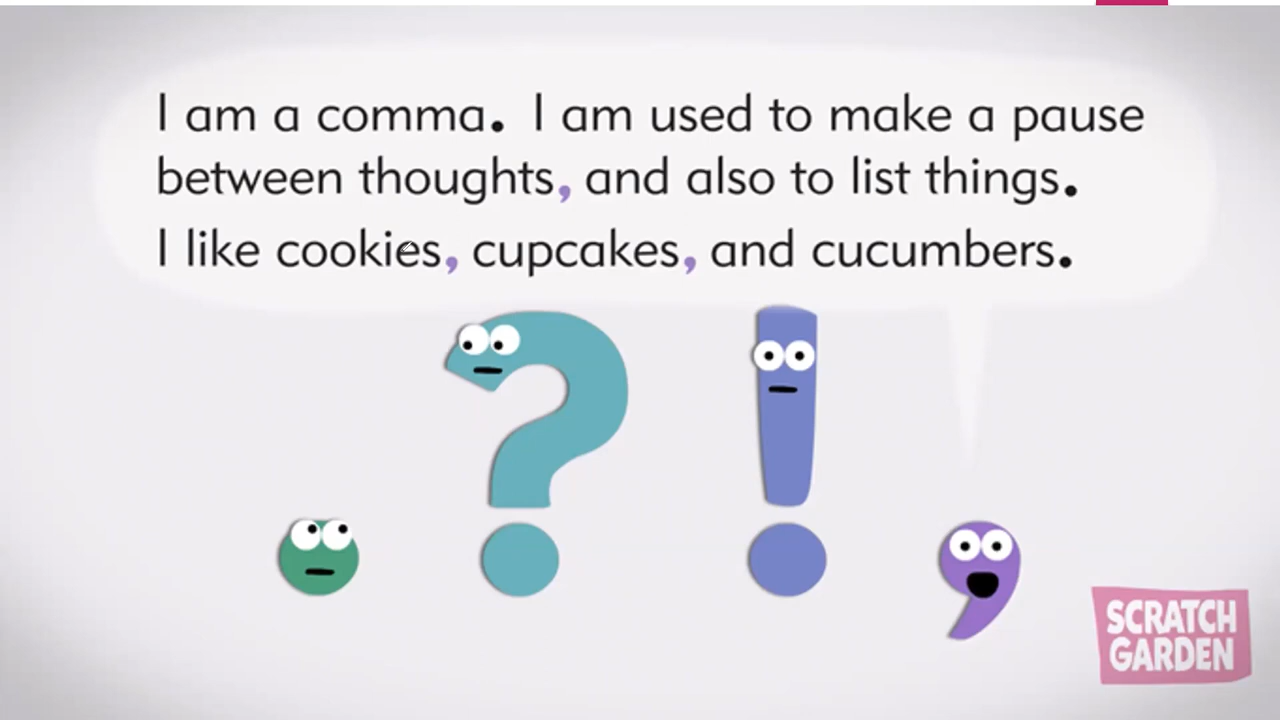 I am a comma. I am used to make a pause
between thoughts, and also to list things.
I like cookies, cupcakes, and cucumbers.
? ! . ,
SCRATCH
GARDEN